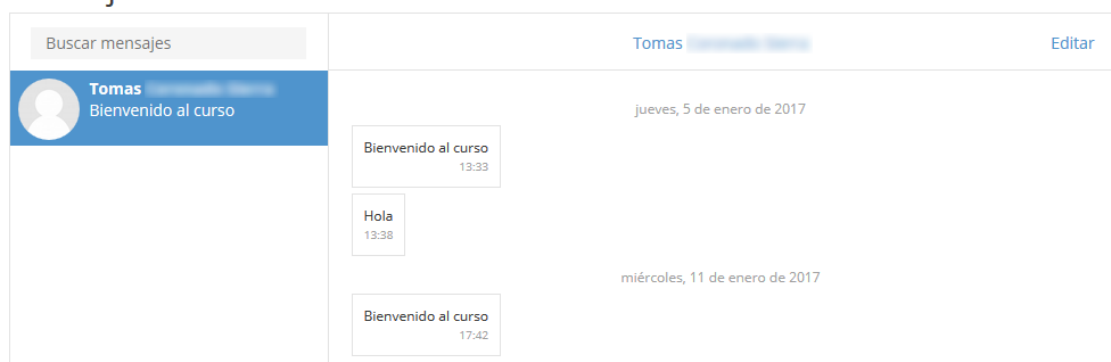 Buscar mensajes
Tomas
Editar
Tomas
Bienvenido al curso
jueves, 5 de enero de 2017
Bienvenido al curso
13:33
Hola
13:38
miércoles, 11 de enero de 2017
Bienvenido al curso
17:42